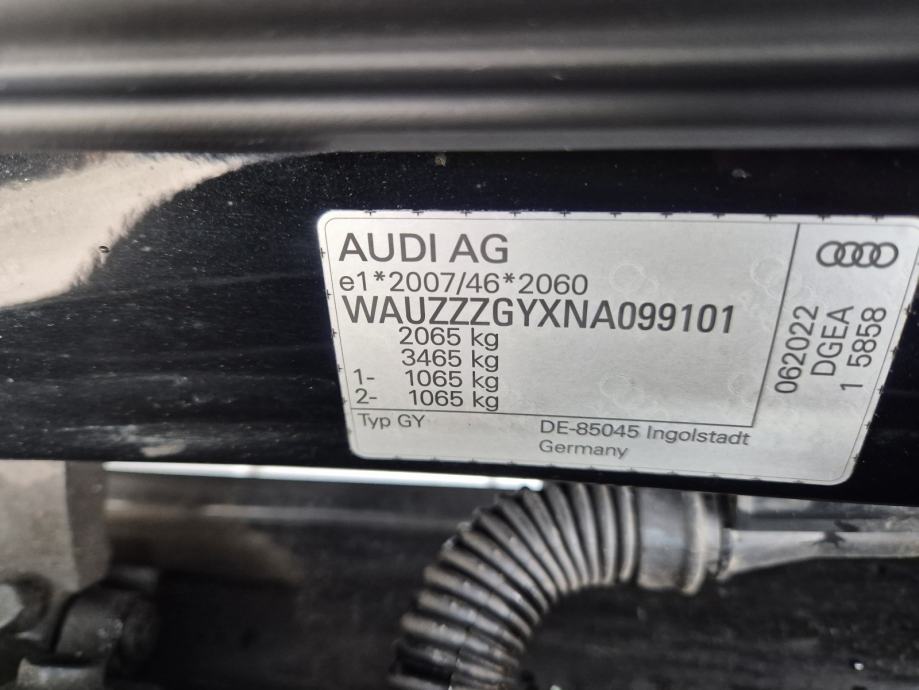 AUDI AG
e1*2007/46*2060
WAUZZZGYXNA099101
2065 kg
3465 kg
1- 1065 kg
2- 1065 kg
Typ GY
DE-85045 Ingolstadt
Germany
062022
DGEA
1 5858